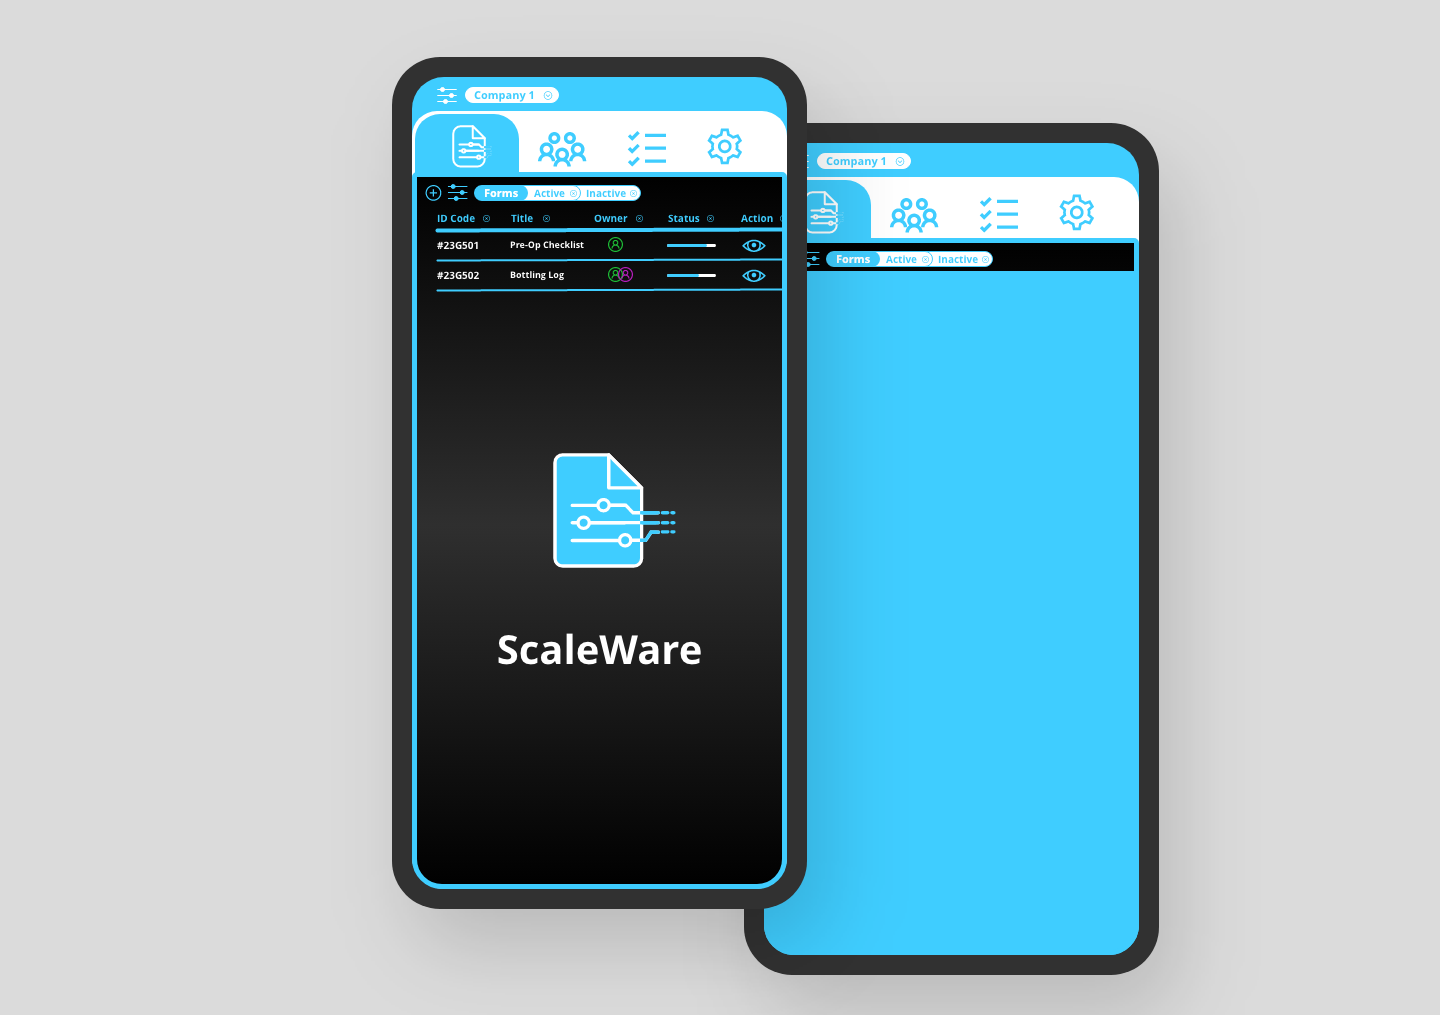 Company 1
Forms Active Inactive
ID Code Title Owner Status Action
#23G501 Pre-Op Checklist
#23G502 Bottling Log
ScaleWare
Company 1
Forms Active Inactive